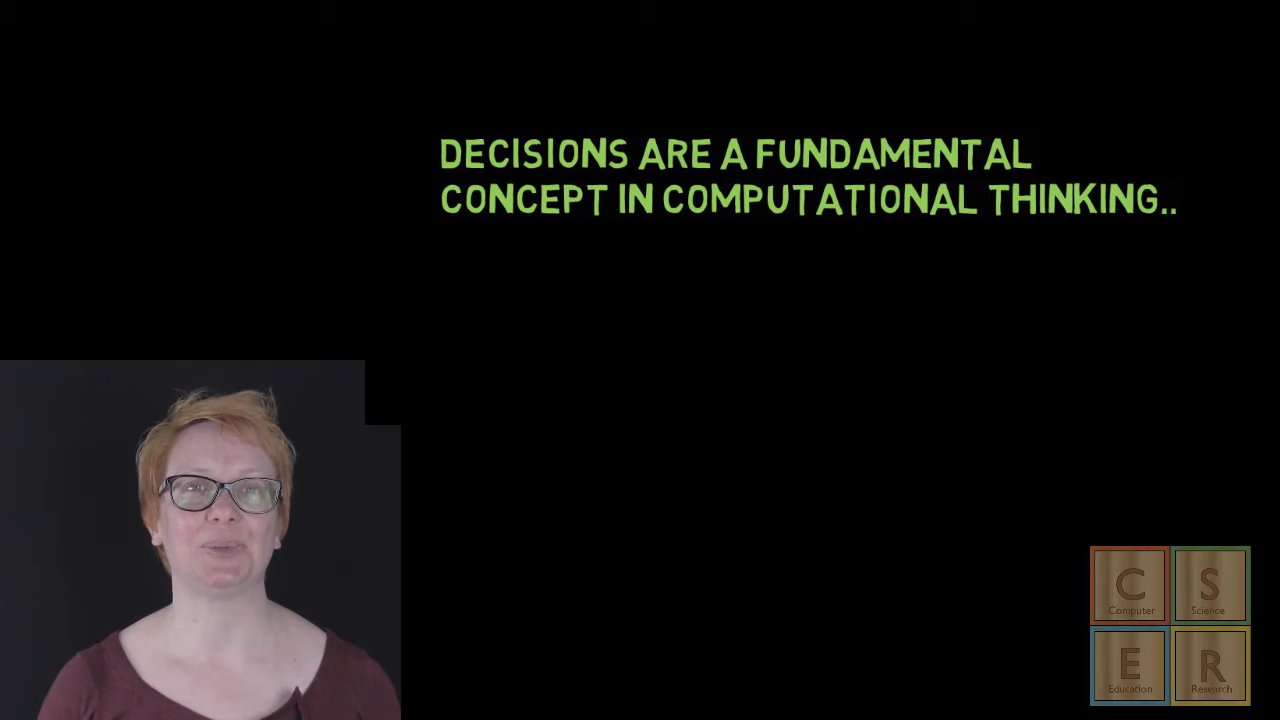 DECISIONS ARE A FUNDAMENTAL
CONCEPT IN COMPUTATIONAL THINKING..
C
Computer
S
Science
E
Education
R
Research